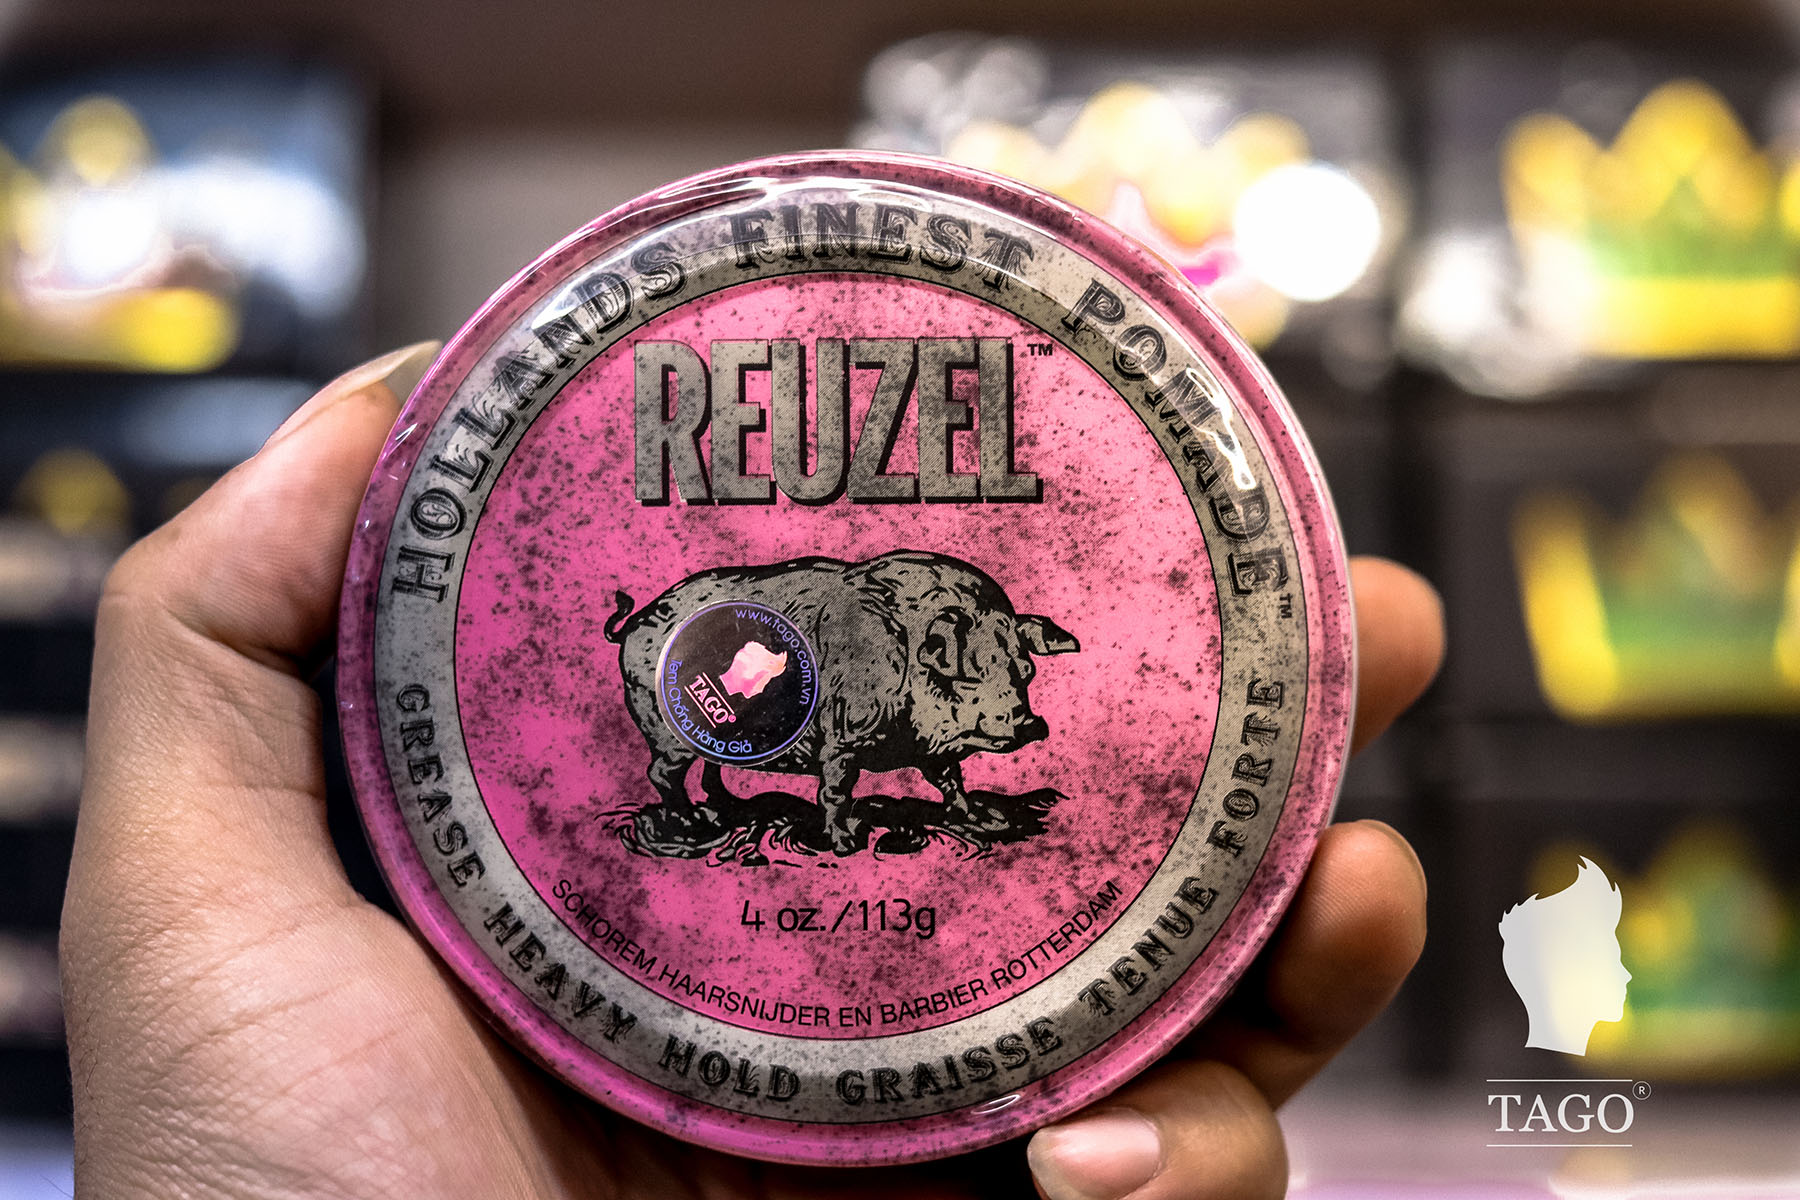 HOLLANDS FINEST POMADE™
REUZEL™
www.tago.com.vn
TAGO®
Tem Chống Hàng Giả
4 oz./113g
SCHOREM HAARSNIJDER EN BARBIER ROTTERDAM
GREASE HEAVY HOLD GRAISSE TENUE FORTE
TAGO®